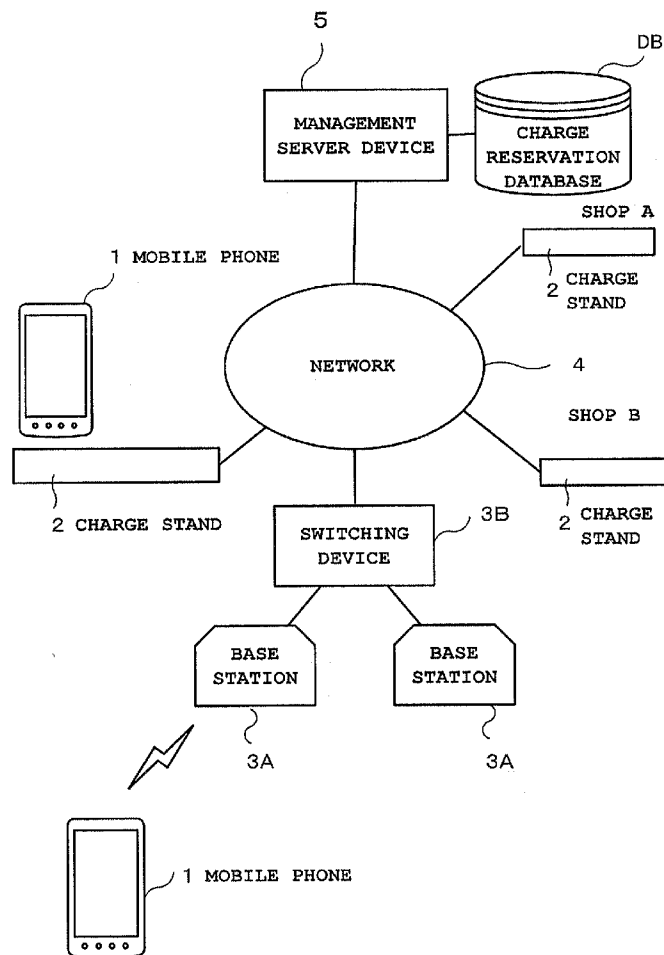 5
DB
MANAGEMENT
SERVER DEVICE
CHARGE
RESERVATION
DATABASE
SHOP A
1 MOBILE PHONE
2 CHARGE
STAND
NETWORK
4
SHOP B
2 CHARGE STAND
2 CHARGE
STAND
SWITCHING
DEVICE
3B
BASE
STATION
BASE
STATION
3A
3A
1 MOBILE PHONE